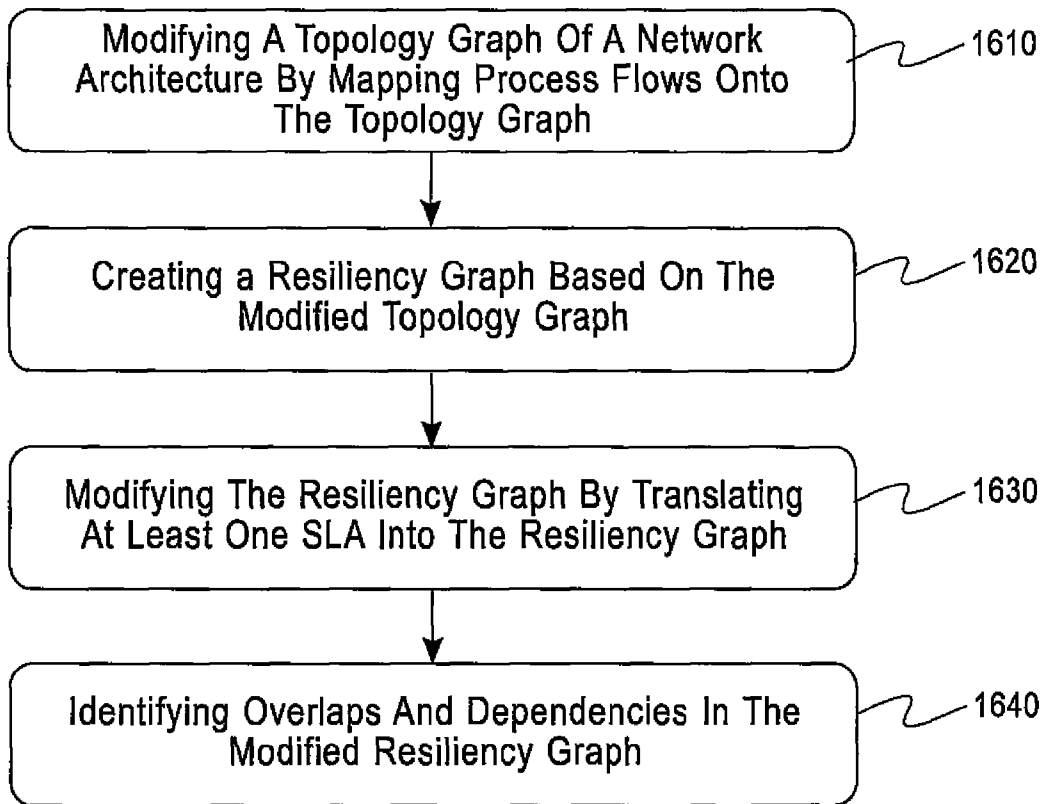 Modifying A Topology Graph Of A Network
Architecture By Mapping Process Flows Onto
The Topology Graph
1610
Creating a Resiliency Graph Based On The
Modified Topology Graph
1620
Modifying The Resiliency Graph By Translating
At Least One SLA Into The Resiliency Graph
1630
Identifying Overlaps And Dependencies In The
Modified Resiliency Graph
1640